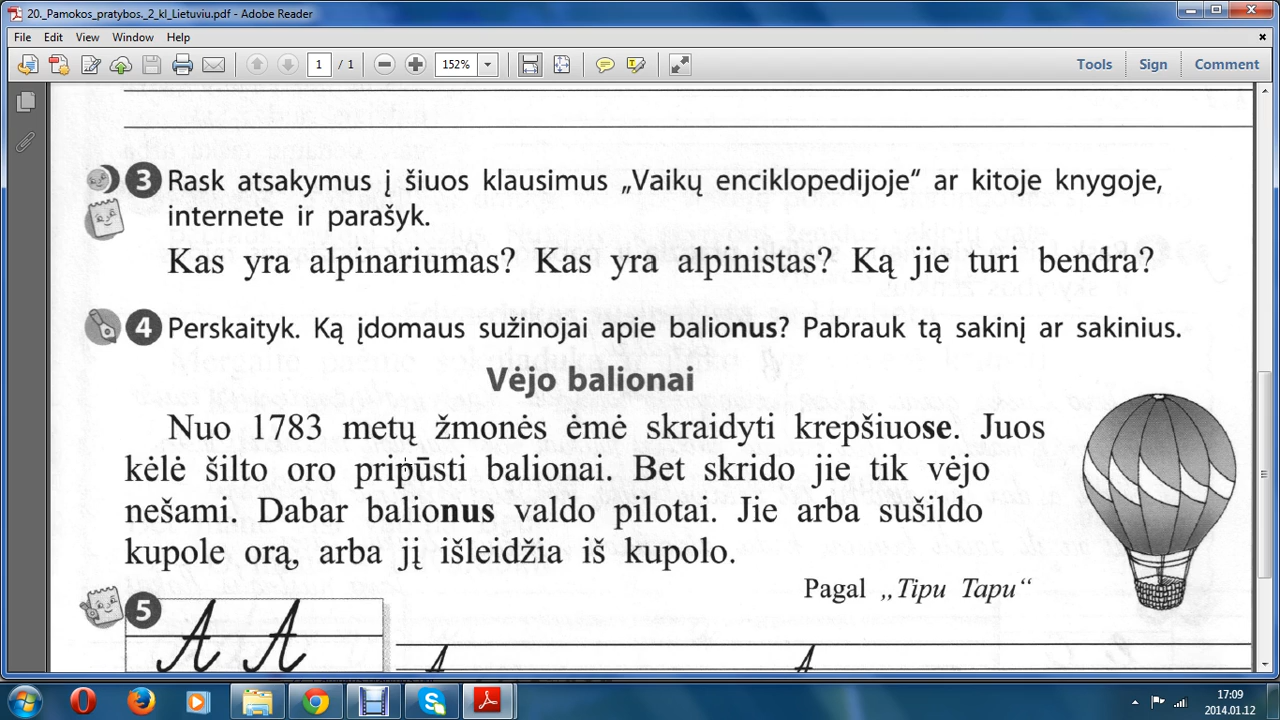 20._Pamokos_pratybos._2_kl_Lietuviu.pdf - Adobe Reader
File Edit View Window Help
1 / 1 152% Tools Sign Comment
3 Rask atsakymus į šiuos klausimus „Vaikų enciklopedijoje“ ar kitoje knygoje,
internete ir parašyk.
Kas yra alpinariumas? Kas yra alpinistas? Ką jie turi bendra?
4 Perskaityk. Ką įdomaus sužinojai apie balionus? Pabrauk tą sakinį ar sakinius.
Vėjo balionai
Nuo 1783 metų žmonės ėmė skraidyti krepšiuose. Juos
kėlė šilto oro pripūsti balionai. Bet skrido jie tik vėjo
nešami. Dabar balionus valdo pilotai. Jie arba sušildo
kupole orą, arba jį išleidžia iš kupolo.
Pagal „Tipu Tapu“
5
A A
A A
17:09
2014.01.12